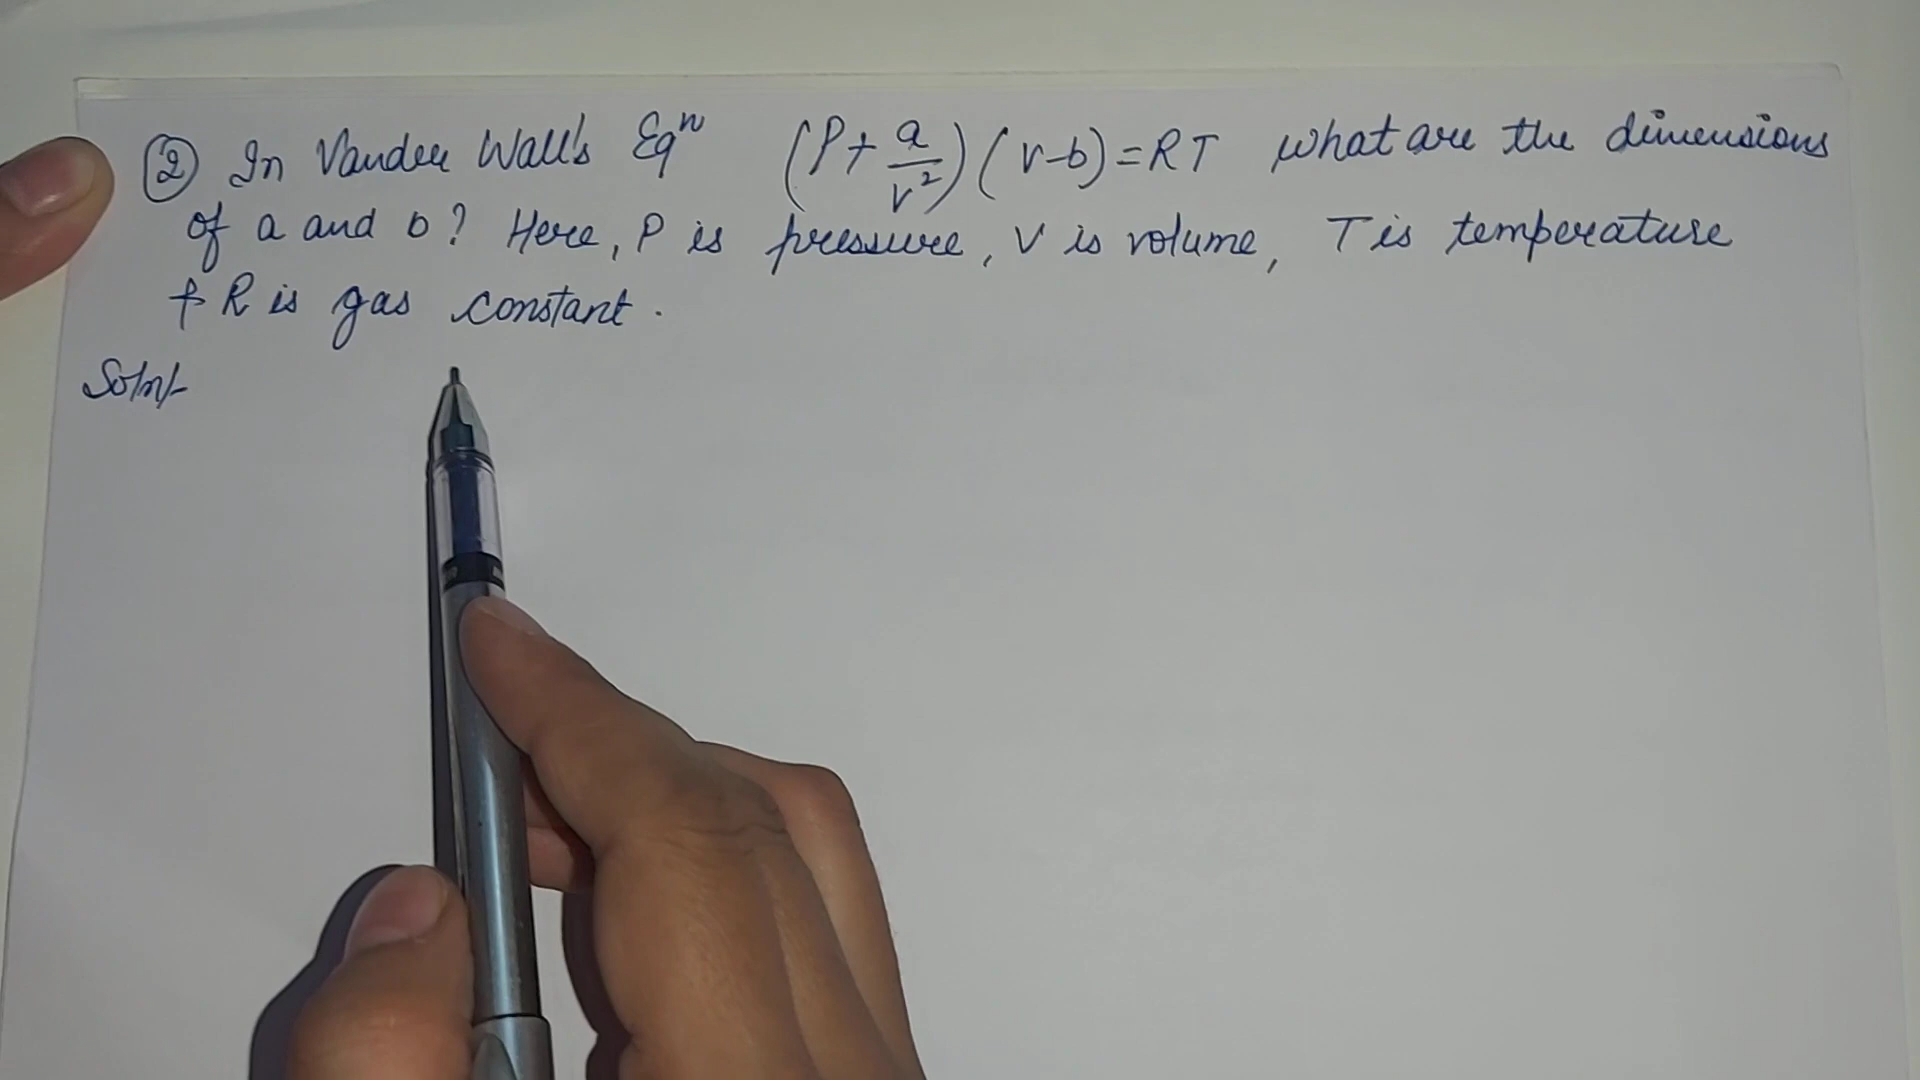 ② In Vander Wall's Eqⁿ (P + a/v²) (v-b) = RT what are the dimensions
of a and b? Here, P is pressure, V is volume, T is temperature
& R is gas constant.
Soln/-